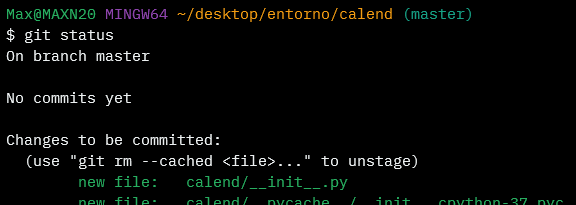 Max@MAXN20 MINGW64 ~/desktop/entorno/calend (master)
$ git status
On branch master
No commits yet
Changes to be committed:
(use "git rm --cached <file>..." to unstage)
new file: calend/__init__.py
new file: calend/__pycache__/__init__.cpython-37.pyc